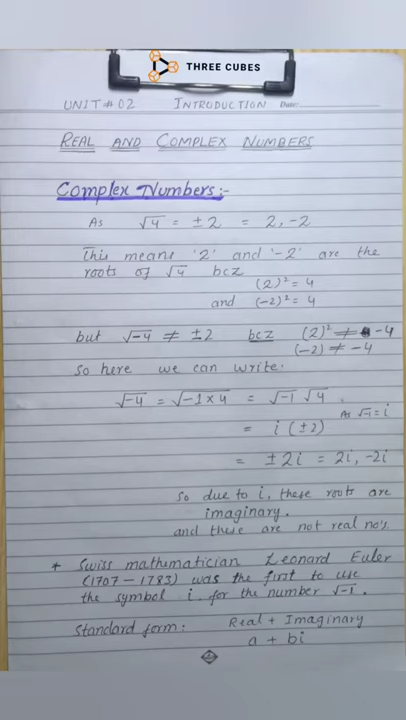 THREE CUBES
UNIT # 02 INTRODUCTION Date:
REAL AND COMPLEX NUMBERS
Complex Numbers:-
As √4 = ±2 = 2, -2
This means '2' and '-2' are the
roots of √4 bcz
(2)² = 4
and (-2)² = 4
but √-4 ≠ ±2 bcz (2)² ≠ -4
(-2) ≠ -4
So here we can write:
√-4 = √-1×4 = √-1 √4 .
As √-1 = i
= i (±2)
= ±2i = 2i, -2i
So due to i, these roots are
imaginary.
and these are not real no's.
* Swiss mathematician Leonard Euler
(1707 - 1783) was the first to use
the symbol i for the number √-1.
Standard form: Real + Imaginary
a + bi